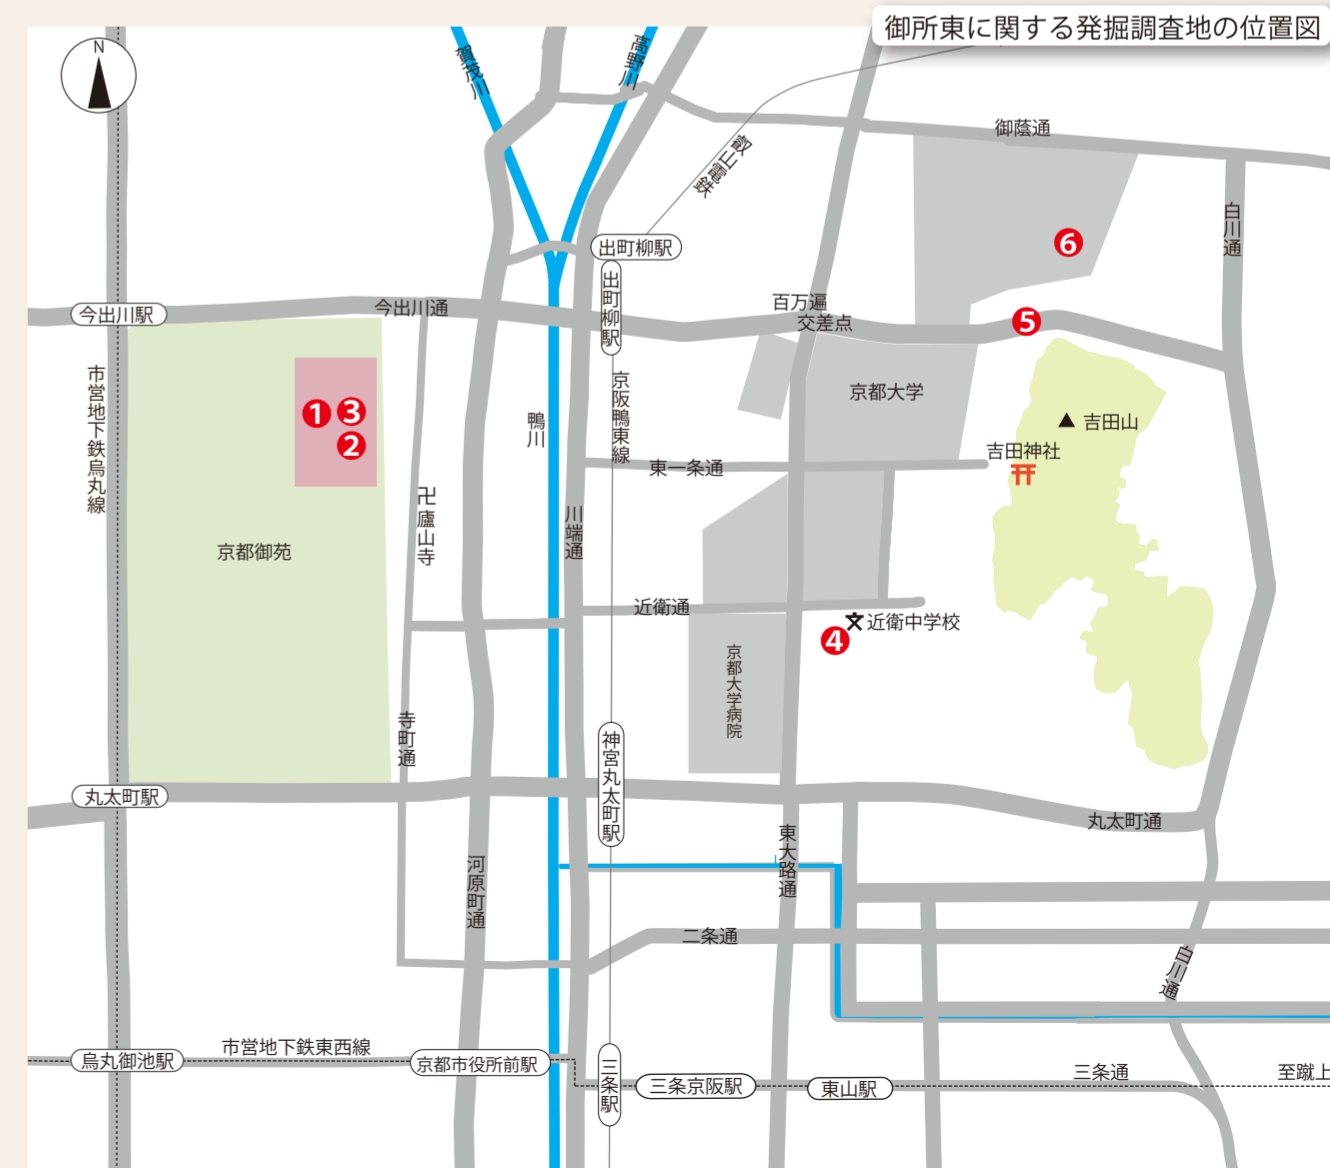 御所東に関する発掘調査地の位置図
N
賀茂川
高野川
叡山電鉄
御蔭通
白川通
出町柳駅
出町柳駅
今出川駅
今出川通
百万遍
交差点
6
5
市営地下鉄烏丸線
1
3
2
鴨川
京阪鴨東線
京都大学
吉田山
吉田神社
東一条通
卍廬山寺
川端通
京都御苑
近衛通
文近衛中学校
4
京都大学病院
寺町通
神宮丸太町駅
丸太町駅
丸太町通
河原町通
東大路通
二条通
白川通
市営地下鉄東西線
烏丸御池駅
京都市役所前駅
三条駅
三条京阪駅
東山駅
三条通
至蹴上